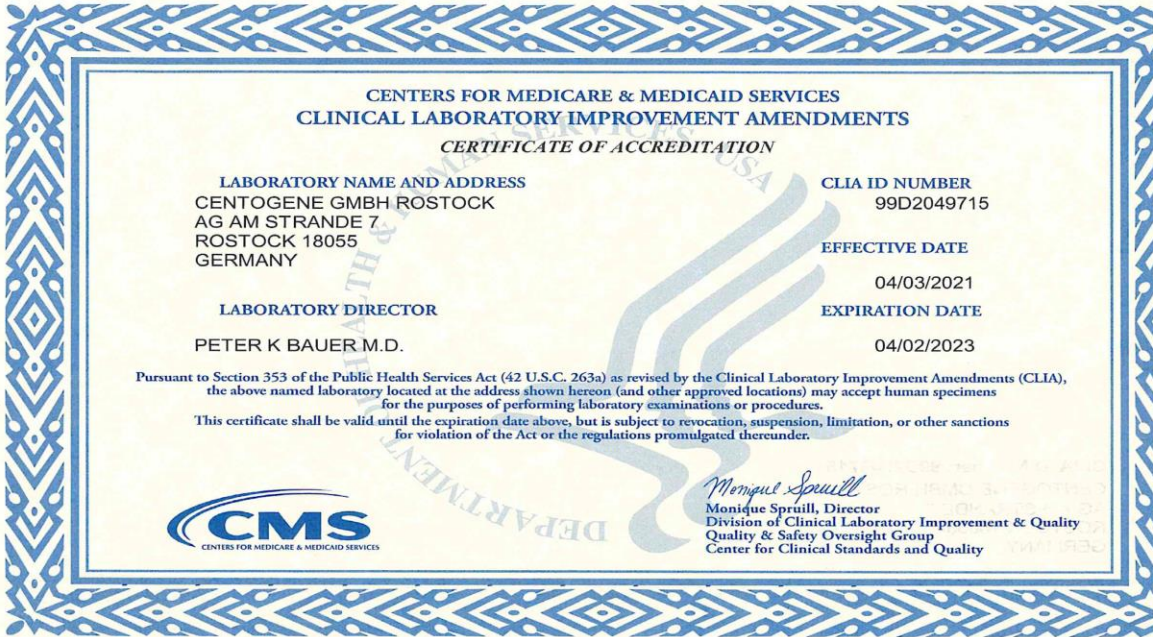 CENTERS FOR MEDICARE & MEDICAID SERVICES
CLINICAL LABORATORY IMPROVEMENT AMENDMENTS
CERTIFICATE OF ACCREDITATION
LABORATORY NAME AND ADDRESS
CENTOGENE GMBH ROSTOCK
AG AM STRANDE 7
ROSTOCK 18055
GERMANY
CLIA ID NUMBER
99D2049715
EFFECTIVE DATE
04/03/2021
LABORATORY DIRECTOR
PETER K BAUER M.D.
EXPIRATION DATE
04/02/2023
Pursuant to Section 353 of the Public Health Services Act (42 U.S.C. 263a) as revised by the Clinical Laboratory Improvement Amendments (CLIA),
the above named laboratory located at the address shown hereon (and other approved locations) may accept human specimens
for the purposes of performing laboratory examinations or procedures.
This certificate shall be valid until the expiration date above, but is subject to revocation, suspension, limitation, or other sanctions
for violation of the Act or the regulations promulgated thereunder.
DEPARTMENT OF HEALTH & HUMAN SERVICES USA
CMS
CENTERS FOR MEDICARE & MEDICAID SERVICES
Monique Spruill
Monique Spruill, Director
Division of Clinical Laboratory Improvement & Quality
Quality & Safety Oversight Group
Center for Clinical Standards and Quality